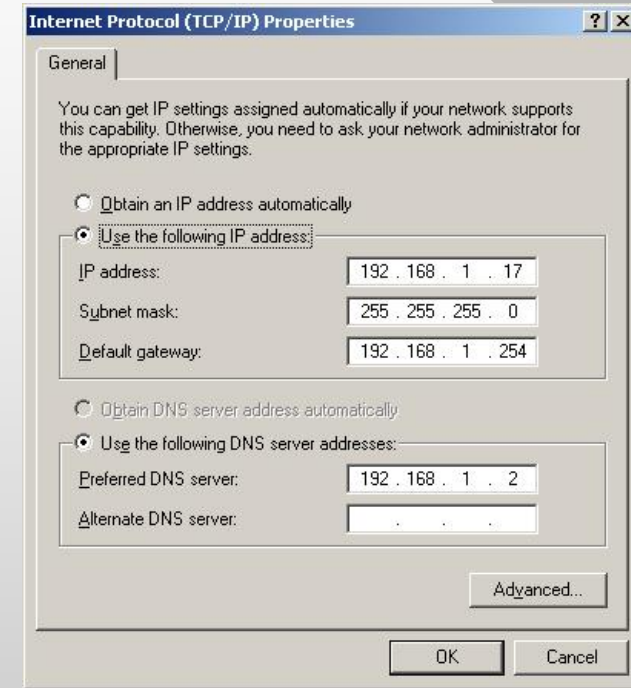 Internet Protocol (TCP/IP) Properties
General
You can get IP settings assigned automatically if your network supports
this capability. Otherwise, you need to ask your network administrator for
the appropriate IP settings.
Obtain an IP address automatically
Use the following IP address:
IP address: 192 . 168 . 1 . 17
Subnet mask: 255 . 255 . 255 . 0
Default gateway: 192 . 168 . 1 . 254
Obtain DNS server address automatically
Use the following DNS server addresses:
Preferred DNS server: 192 . 168 . 1 . 2
Alternate DNS server: . . .
Advanced...
OK Cancel